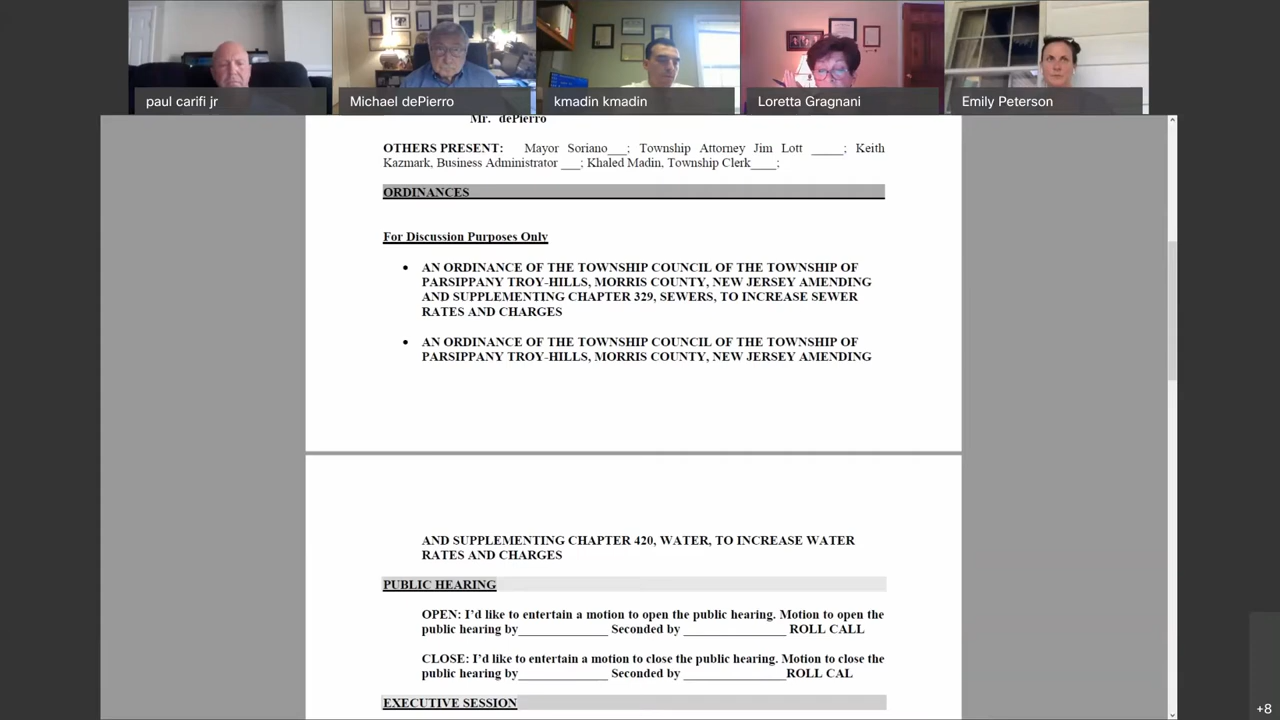 paul carifi jr
Michael dePierro
kmadin kmadin
Loretta Gragnani
Emily Peterson
Mr. dePierro
OTHERS PRESENT: Mayor Soriano___; Township Attorney Jim Lott _____; Keith
Kazmark, Business Administrator ___; Khaled Madin, Township Clerk____;
ORDINANCES
For Discussion Purposes Only
• AN ORDINANCE OF THE TOWNSHIP COUNCIL OF THE TOWNSHIP OF
PARSIPPANY TROY-HILLS, MORRIS COUNTY, NEW JERSEY AMENDING
AND SUPPLEMENTING CHAPTER 329, SEWERS, TO INCREASE SEWER
RATES AND CHARGES
• AN ORDINANCE OF THE TOWNSHIP COUNCIL OF THE TOWNSHIP OF
PARSIPPANY TROY-HILLS, MORRIS COUNTY, NEW JERSEY AMENDING
AND SUPPLEMENTING CHAPTER 420, WATER, TO INCREASE WATER
RATES AND CHARGES
PUBLIC HEARING
OPEN: I'd like to entertain a motion to open the public hearing. Motion to open the
public hearing by______________ Seconded by ________________ ROLL CALL
CLOSE: I'd like to entertain a motion to close the public hearing. Motion to close the
public hearing by______________ Seconded by ________________ROLL CAL
EXECUTIVE SESSION
+8